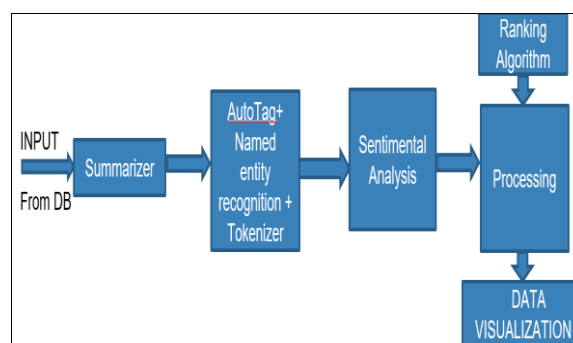 INPUT
From DB
Summarizer
AutoTag+
Named
entity
recognition +
Tokenizer
Sentimental
Analysis
Ranking
Algorithm
Processing
DATA
VISUALIZATION